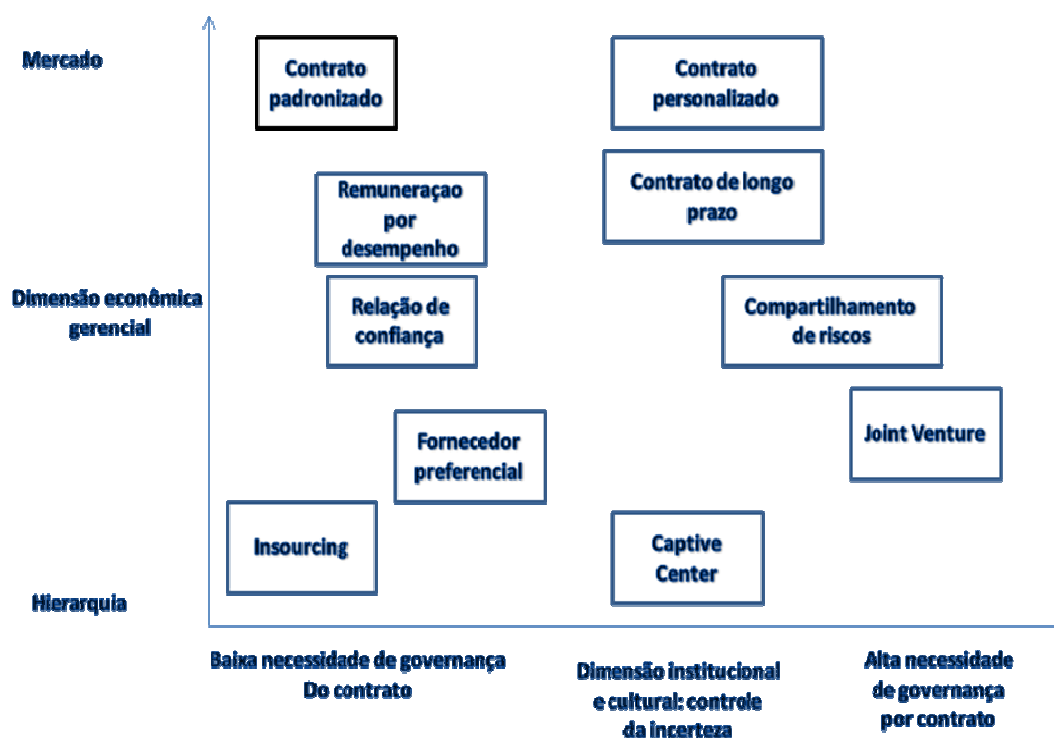 Mercado
Contrato
padronizado
Contrato
personalizado
Remuneraçao
por
desempenho
Contrato de longo
prazo
Dimensão econômica
gerencial
Relação de
confiança
Compartilhamento
de riscos
Fornecedor
preferencial
Joint Venture
Insourcing
Captive
Center
Hierarquia
Baixa necessidade de governança
Do contrato
Dimensão institucional
e cultural: controle
da incerteza
Alta necessidade
de governança
por contrato